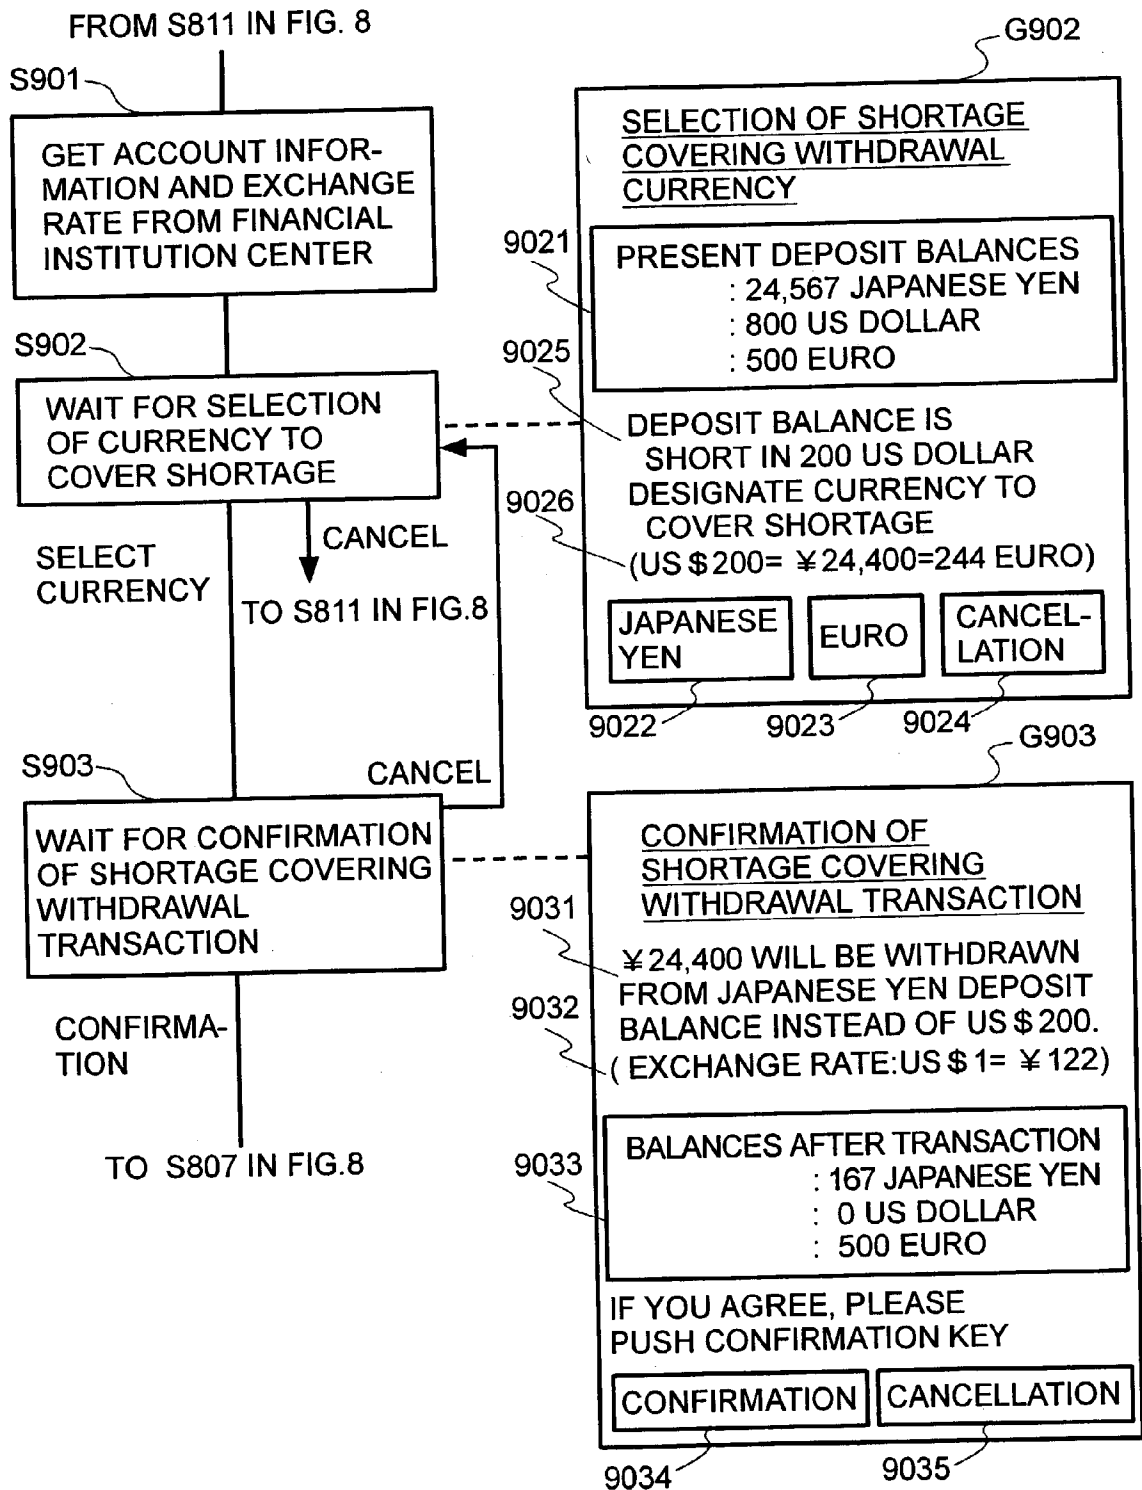 FROM S811 IN FIG. 8
S901
GET ACCOUNT INFOR-
MATION AND EXCHANGE
RATE FROM FINANCIAL
INSTITUTION CENTER
S902
WAIT FOR SELECTION
OF CURRENCY TO
COVER SHORTAGE
SELECT
CURRENCY
CANCEL
TO S811 IN FIG.8
S903
CANCEL
WAIT FOR CONFIRMATION
OF SHORTAGE COVERING
WITHDRAWAL
TRANSACTION
CONFIRMA-
TION
TO S807 IN FIG.8
G902
SELECTION OF SHORTAGE
COVERING WITHDRAWAL
CURRENCY
9021
PRESENT DEPOSIT BALANCES
: 24,567 JAPANESE YEN
: 800 US DOLLAR
: 500 EURO
9025
DEPOSIT BALANCE IS
SHORT IN 200 US DOLLAR
DESIGNATE CURRENCY TO
COVER SHORTAGE
9026
(US $200= ¥24,400=244 EURO)
JAPANESE
YEN
EURO
CANCEL-
LATION
9022
9023
9024
G903
CONFIRMATION OF
SHORTAGE COVERING
WITHDRAWAL TRANSACTION
9031
¥24,400 WILL BE WITHDRAWN
FROM JAPANESE YEN DEPOSIT
BALANCE INSTEAD OF US $200.
9032
( EXCHANGE RATE:US $1= ¥122)
9033
BALANCES AFTER TRANSACTION
: 167 JAPANESE YEN
: 0 US DOLLAR
: 500 EURO
IF YOU AGREE, PLEASE
PUSH CONFIRMATION KEY
CONFIRMATION
CANCELLATION
9034
9035